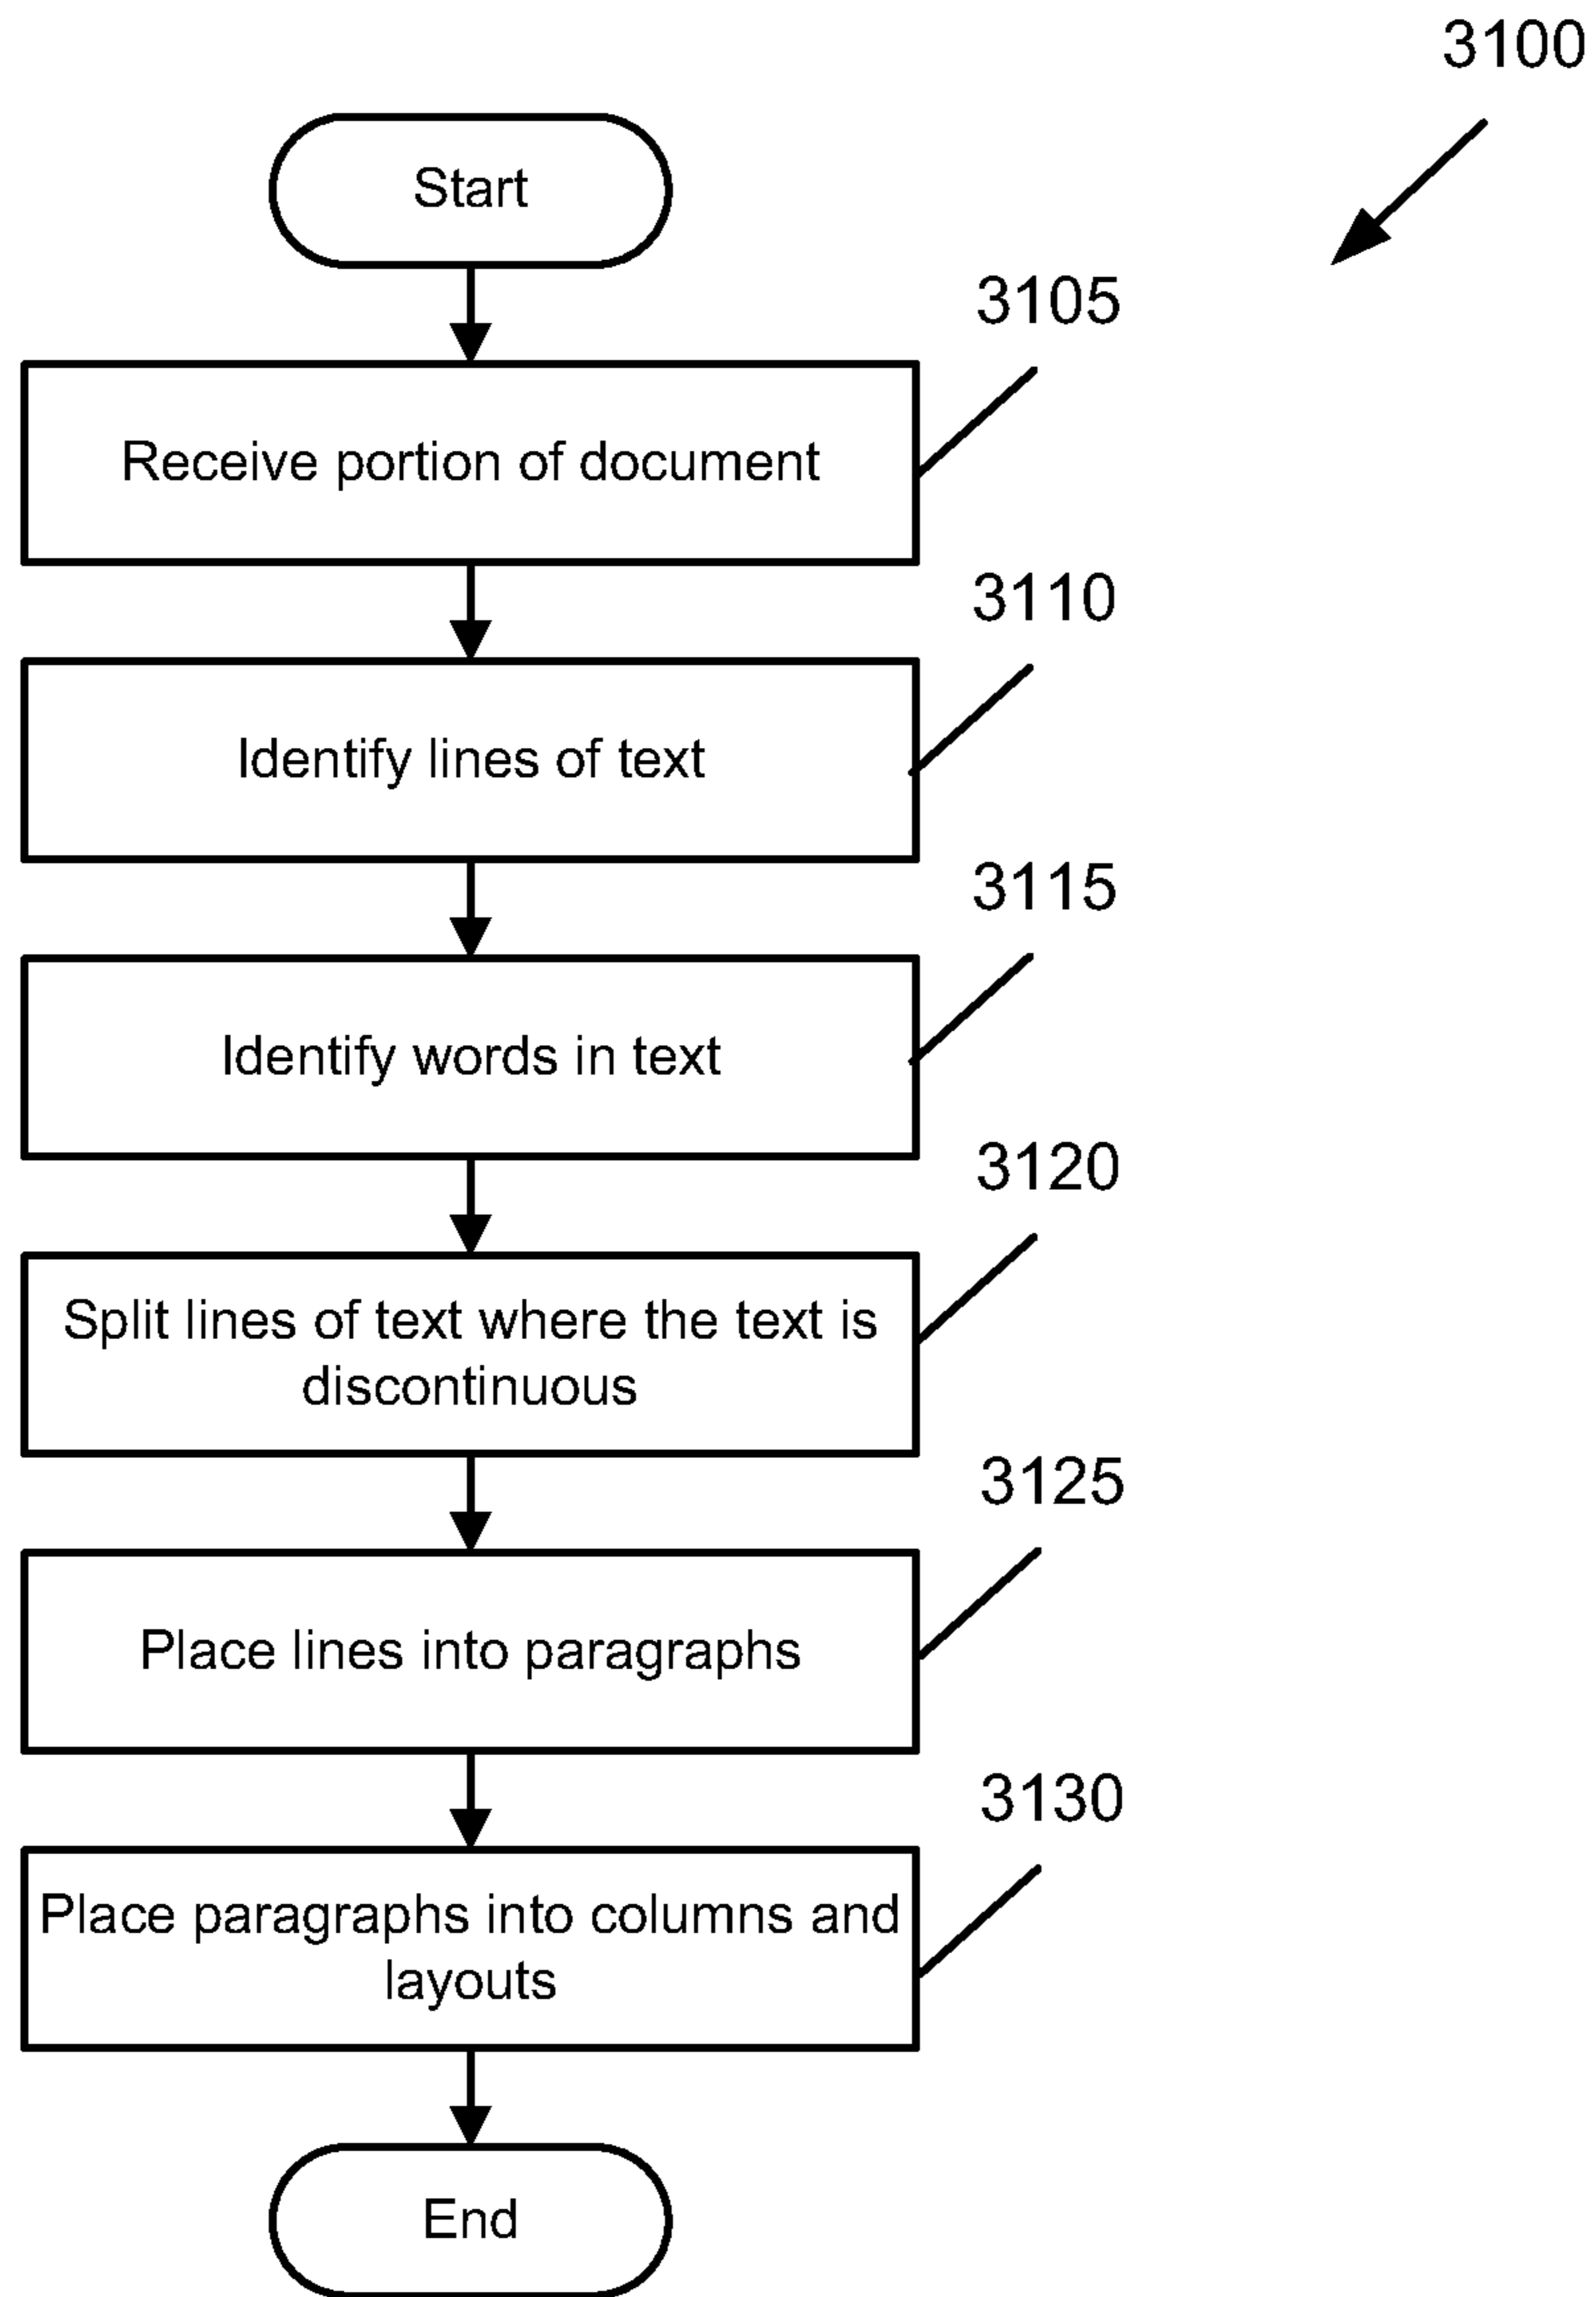 3100
Start
3105
Receive portion of document
3110
Identify lines of text
3115
Identify words in text
3120
Split lines of text where the text is
discontinuous
3125
Place lines into paragraphs
3130
Place paragraphs into columns and
layouts
End